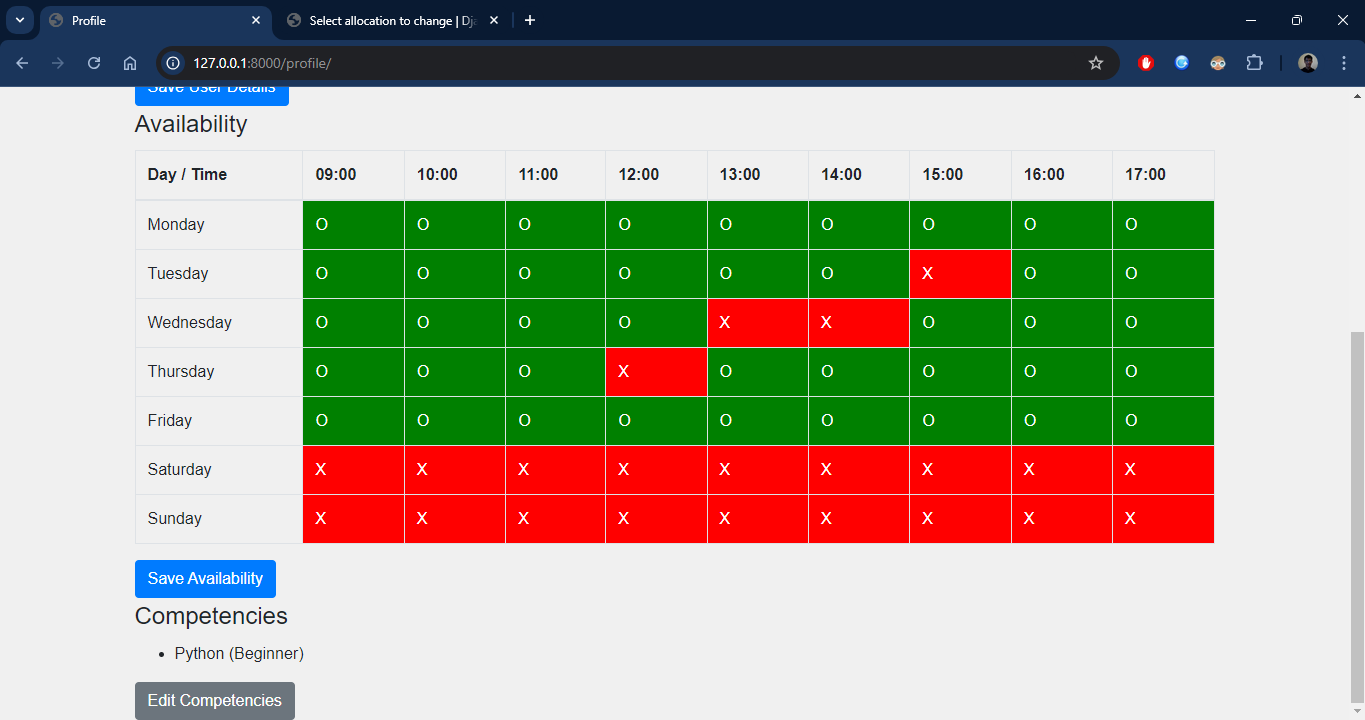 Profile
Select allocation to change | Dja
127.0.0.1:8000/profile/
Save User Details
Availability
Day / Time 09:00 10:00 11:00 12:00 13:00 14:00 15:00 16:00 17:00
Monday O O O O O O O O O
Tuesday O O O O O O X O O
Wednesday O O O O X X O O O
Thursday O O O X O O O O O
Friday O O O O O O O O O
Saturday X X X X X X X X X
Sunday X X X X X X X X X
Save Availability
Competencies
• Python (Beginner)
Edit Competencies